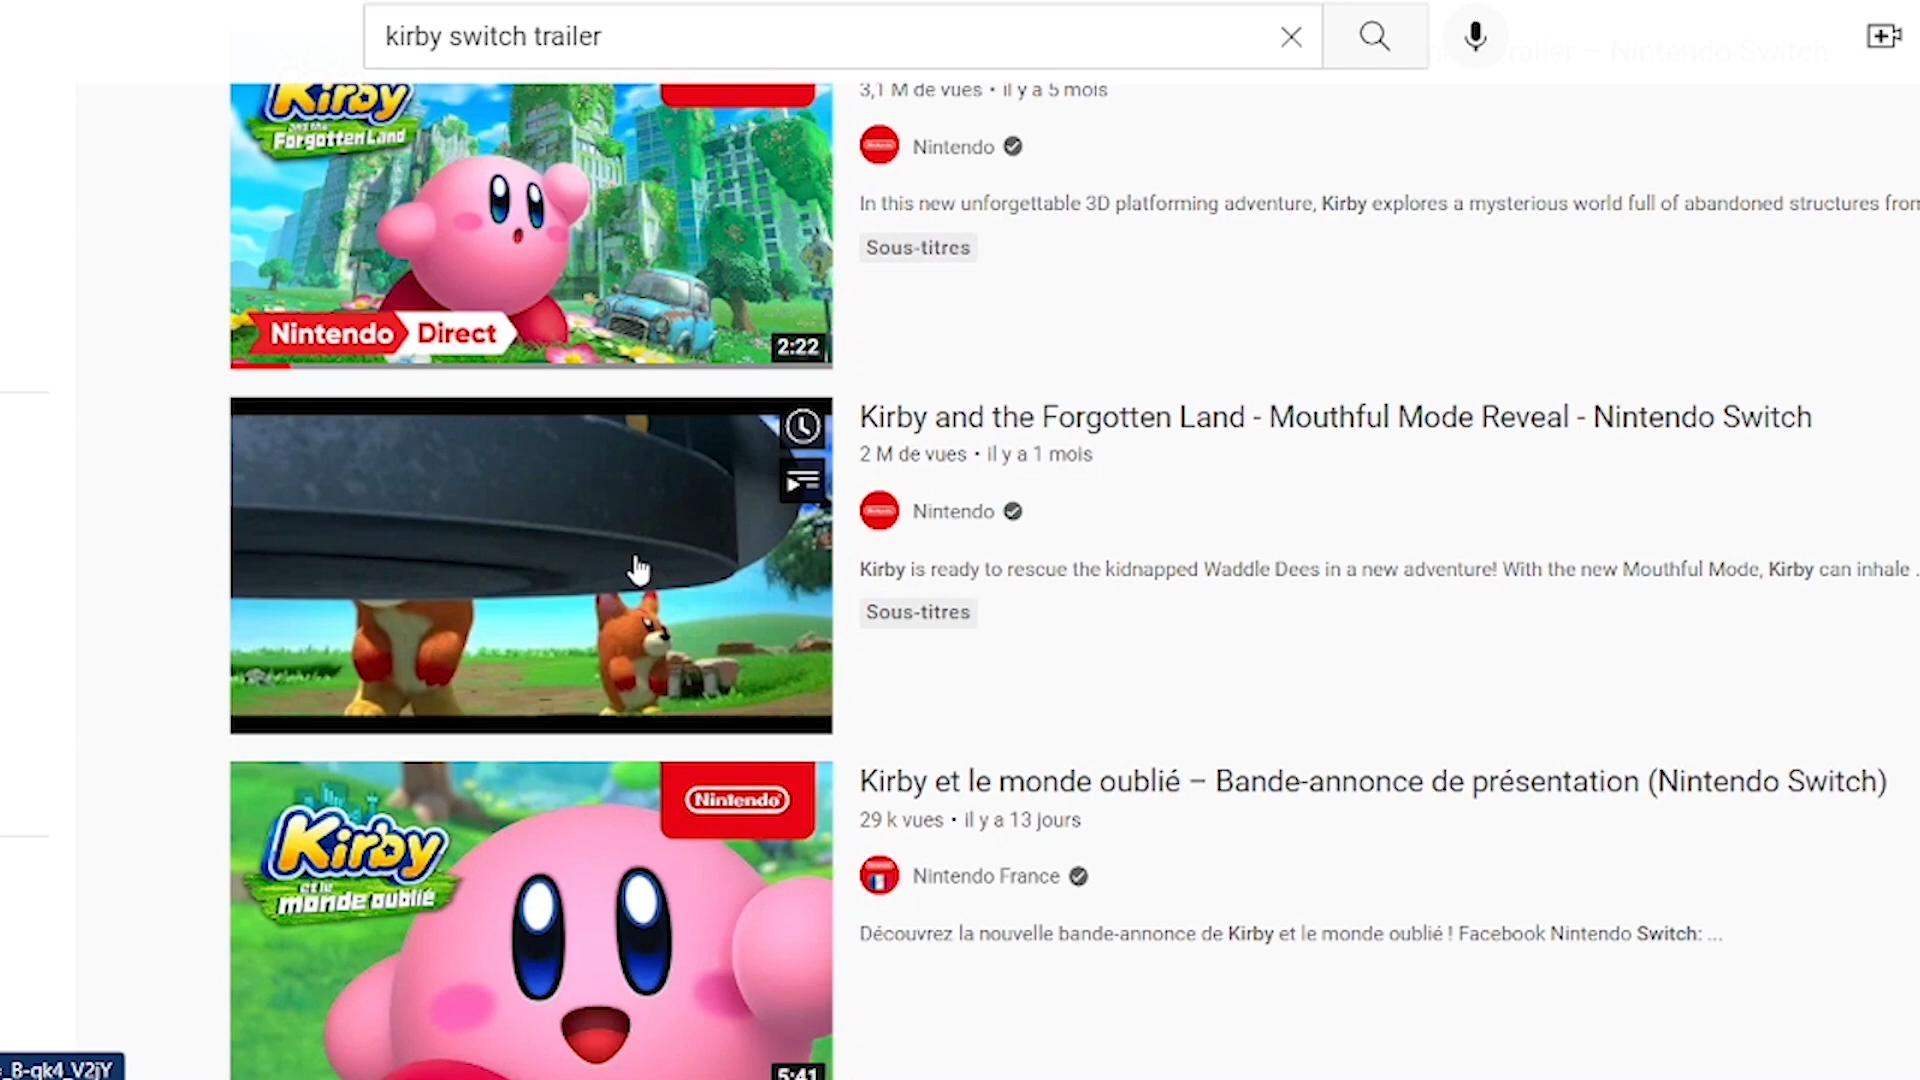 kirby switch trailer
railer – Nintendo Switch
Kirby
and the
Forgotten Land
Nintendo Direct
2:22
3,1 M de vues • il y a 5 mois
Nintendo
In this new unforgettable 3D platforming adventure, Kirby explores a mysterious world full of abandoned structures from
Sous-titres
Kirby and the Forgotten Land - Mouthful Mode Reveal - Nintendo Switch
2 M de vues • il y a 1 mois
Nintendo
Kirby is ready to rescue the kidnapped Waddle Dees in a new adventure! With the new Mouthful Mode, Kirby can inhale ..
Sous-titres
Kirby
et le
monde oublié
Nintendo
5:41
Kirby et le monde oublié – Bande-annonce de présentation (Nintendo Switch)
29 k vues • il y a 13 jours
Nintendo France
Découvrez la nouvelle bande-annonce de Kirby et le monde oublié ! Facebook Nintendo Switch: ...
_B-qk4_V2jY